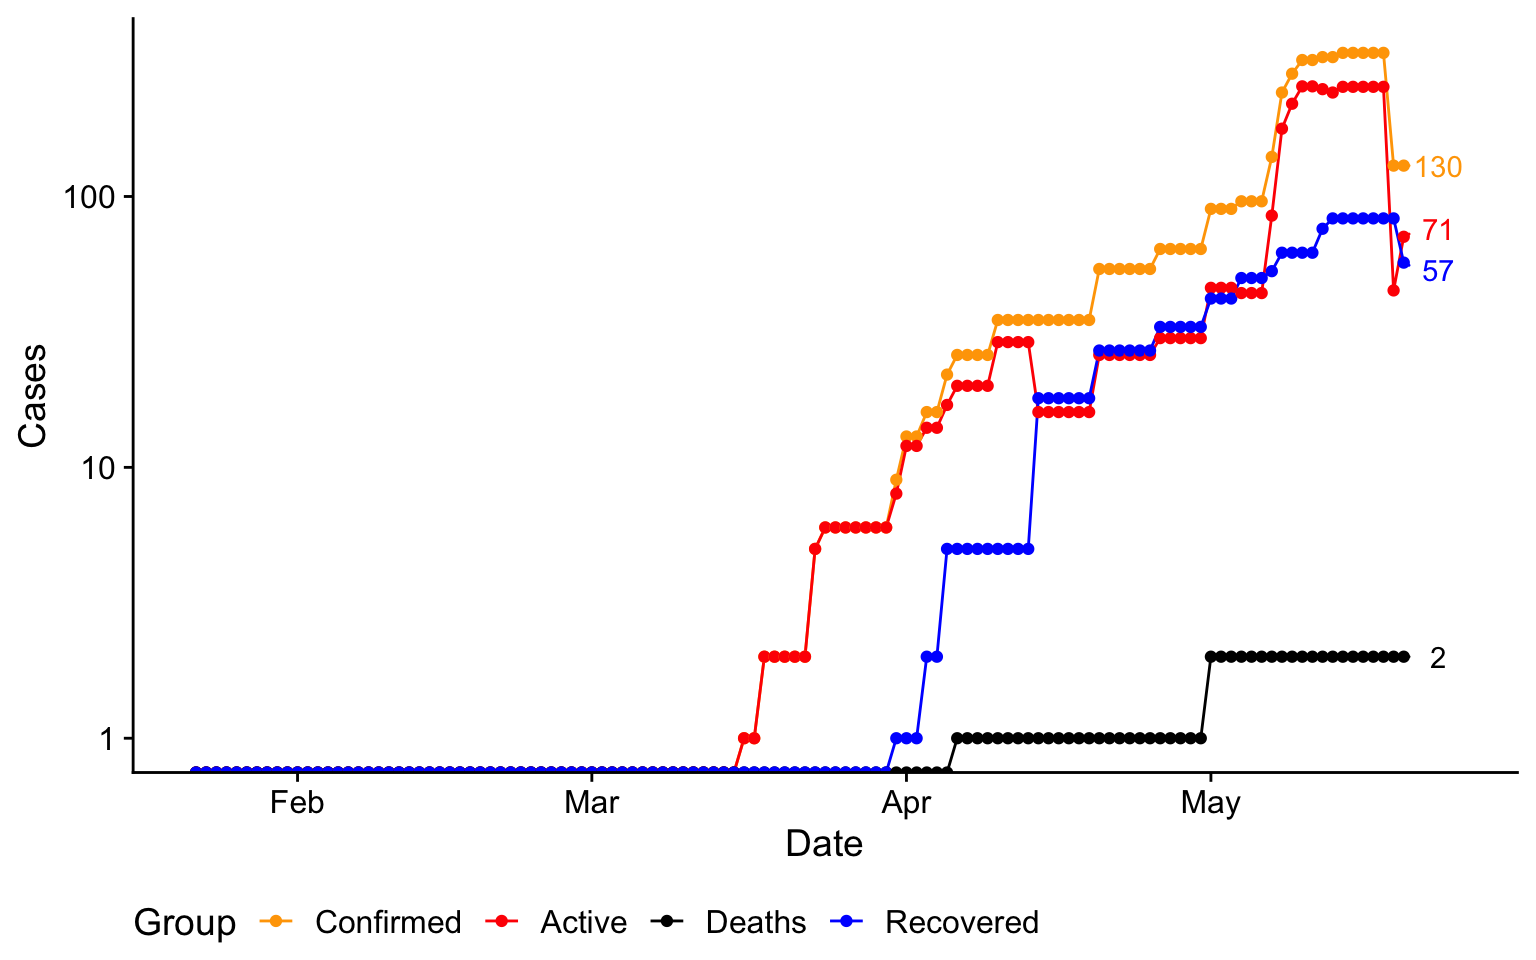 Cases
100
10
1
130
71
57
2
Feb Mar Apr May
Date
Group Confirmed Active Deaths Recovered